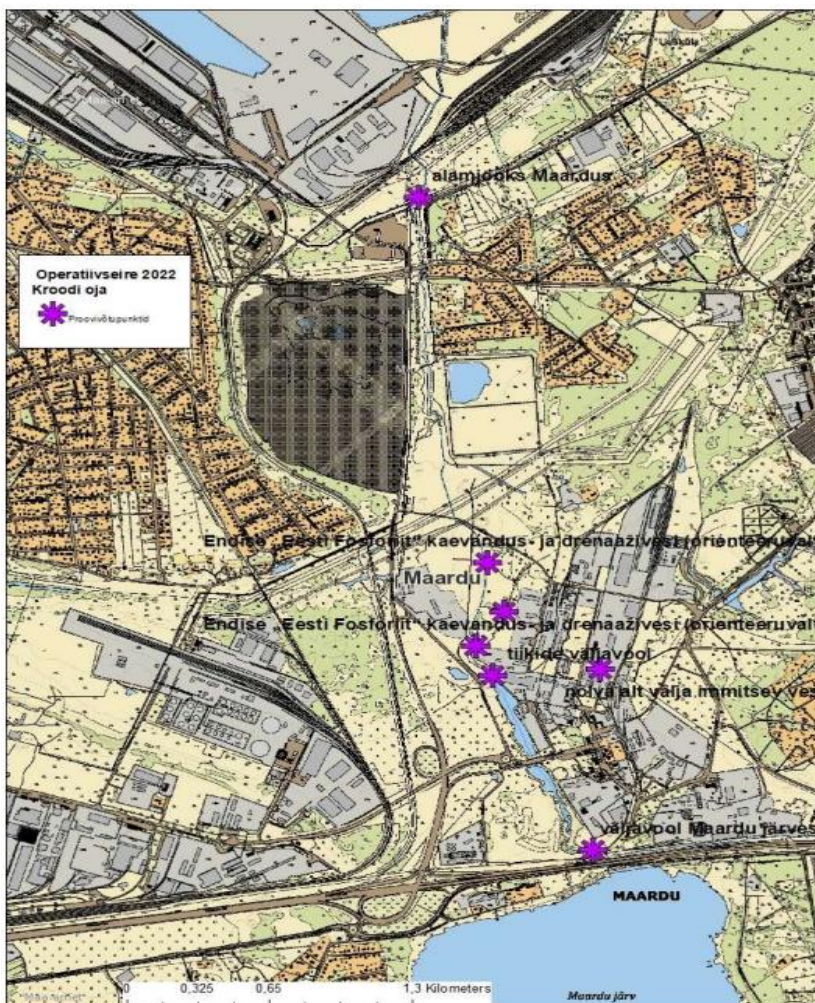 alamjooks Maardus
Operatiivseire 2022
Kroodi oja
Proovivõtupunktid
Endise „Eesti Fosforiit“ kaevandus- ja drenaaživesi (orienteeruvalt
Maardu
Endise „Eesti Fosforiit“ kaevandus- ja drenaaživesi (orienteeruvalt
tiikide väljavool
nõlva alt välja immitsev ves
väljavool Maardu järves
MAARDU
0 0,325 0,65 1,3 Kilometers
Maardu järv